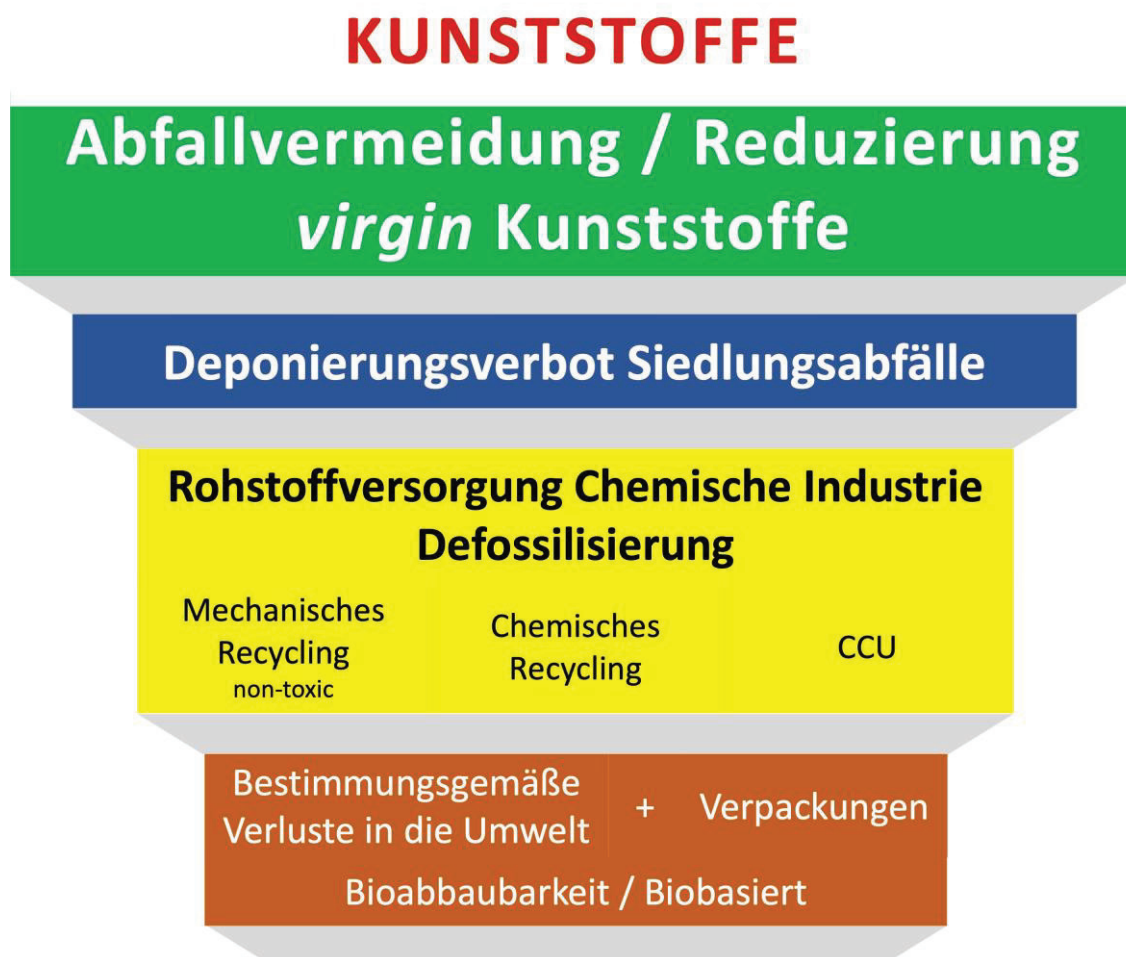 KUNSTSTOFFE
Abfallvermeidung / Reduzierung
virgin Kunststoffe
Deponierungsverbot Siedlungsabfälle
Rohstoffversorgung Chemische Industrie
Defossilisierung
Mechanisches
Recycling
non-toxic
Chemisches
Recycling
CCU
Bestimmungsgemäße
Verluste in die Umwelt
+
Verpackungen
Bioabbaubarkeit / Biobasiert